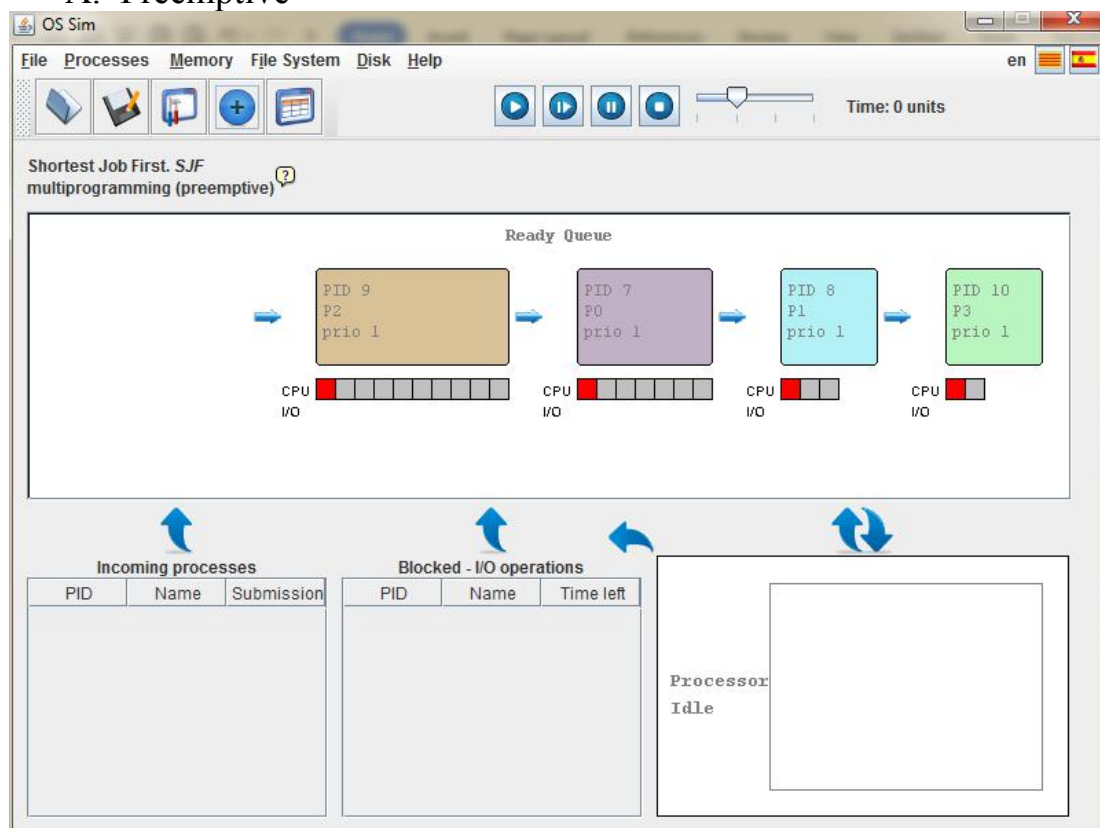 A. Preemptive
OS Sim
File Processes Memory File System Disk Help
en
Time: 0 units
Shortest Job First. SJF
multiprogramming (preemptive)
?
Ready Queue
PID 9
P2
prio 1
CPU
I/O
PID 7
P0
prio 1
CPU
I/O
PID 8
P1
prio 1
CPU
I/O
PID 10
P3
prio 1
CPU
I/O
Incoming processes
PID Name Submission
Blocked - I/O operations
PID Name Time left
Processor
Idle